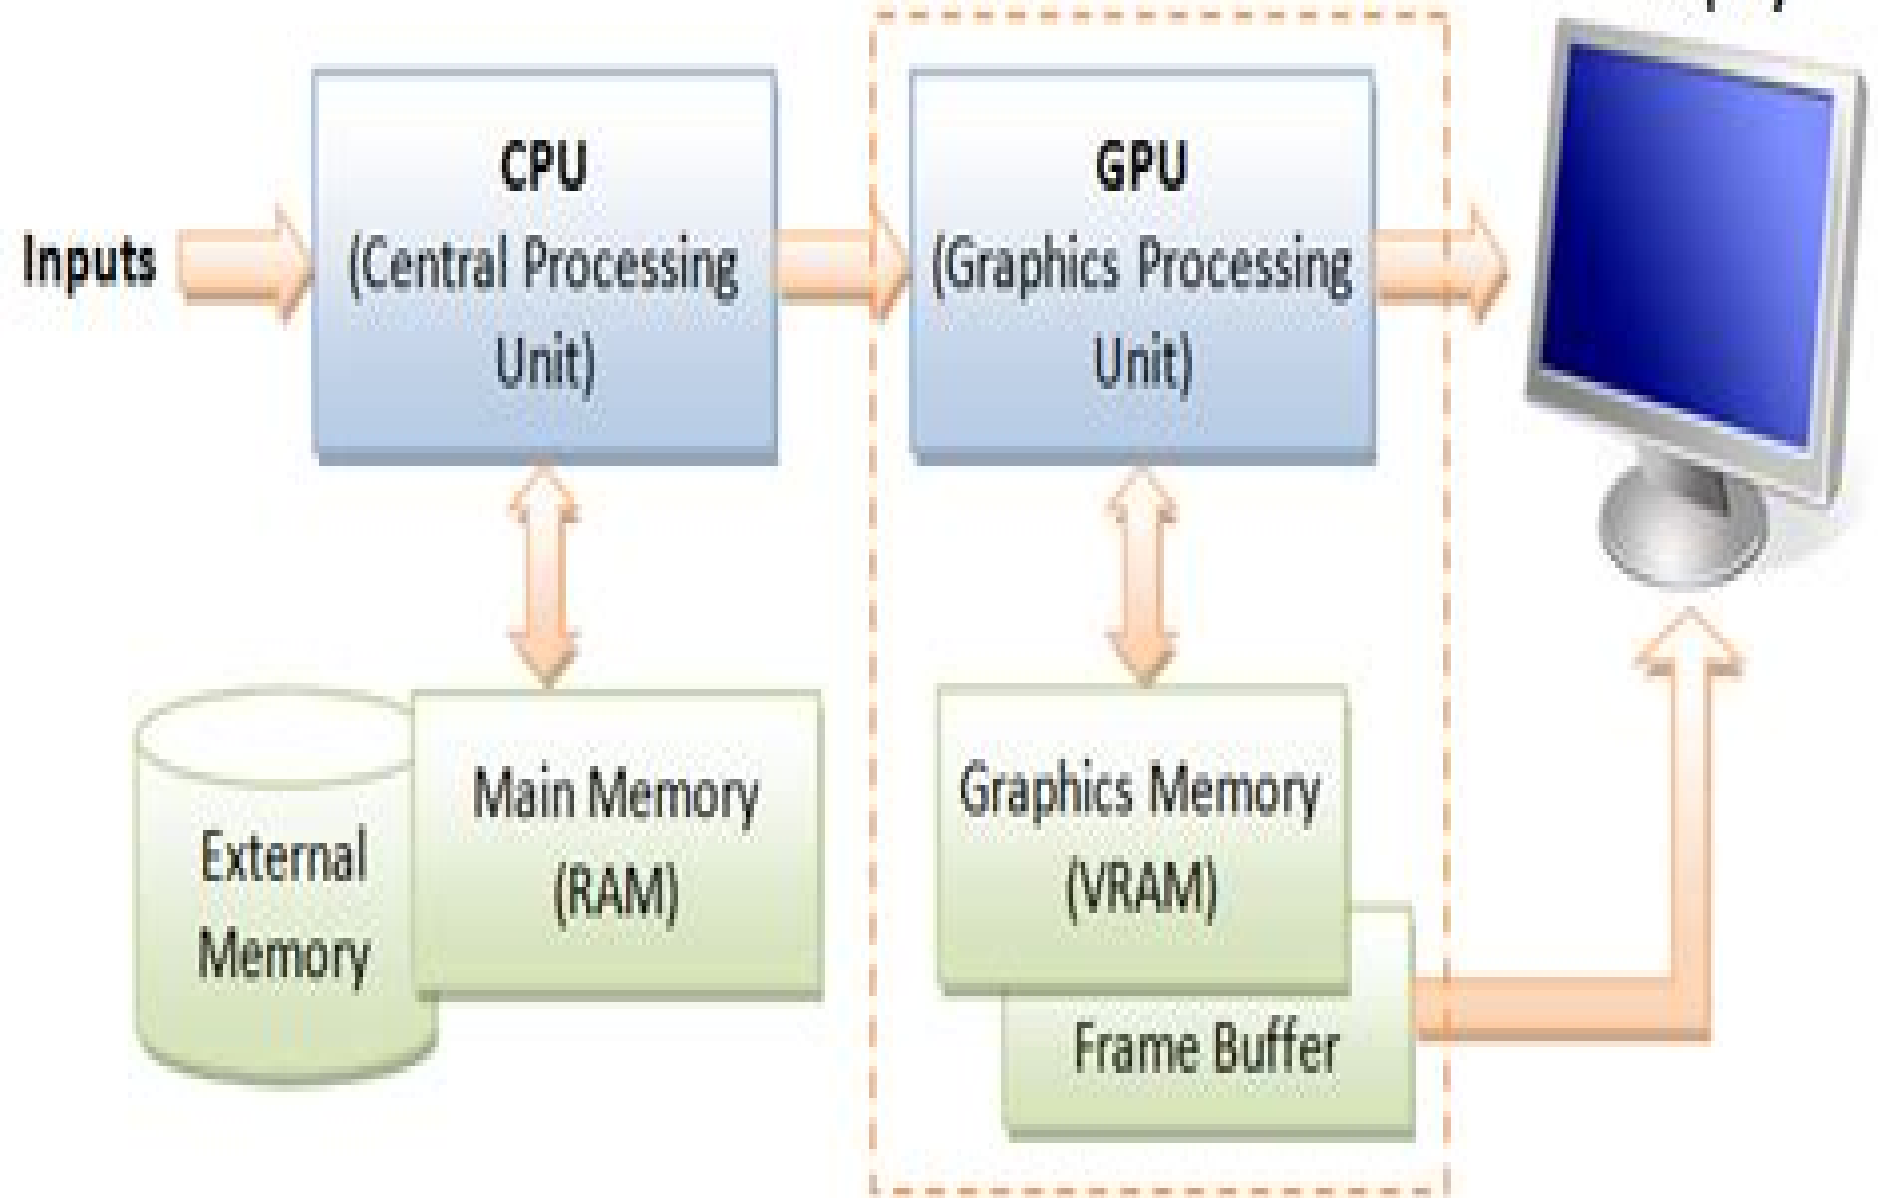 Inputs
CPU
(Central Processing
Unit)
GPU
(Graphics Processing
Unit)
External
Memory
Main Memory
(RAM)
Graphics Memory
(VRAM)
Frame Buffer